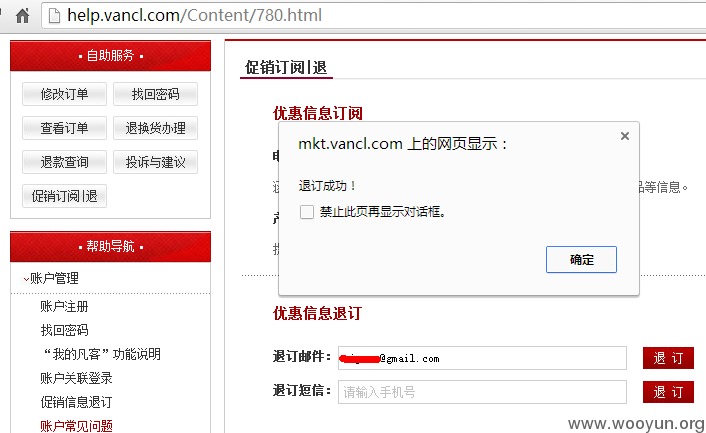 help.vancl.com/Content/780.html
自助服务
修改订单 找回密码
查看订单 退换货办理
退款查询 投诉与建议
促销订阅|退
帮助导航
账户管理
账户注册
找回密码
“我的凡客”功能说明
账户关联登录
促销信息退订
账户常见问题
促销订阅|退
优惠信息订阅
品等信息。
mkt.vancl.com 上的网页显示：
退订成功！
禁止此页再显示对话框。
确定
优惠信息退订
退订邮件： @gmail.com 退 订
退订短信： 请输入手机号 退 订
www.wooyun.org